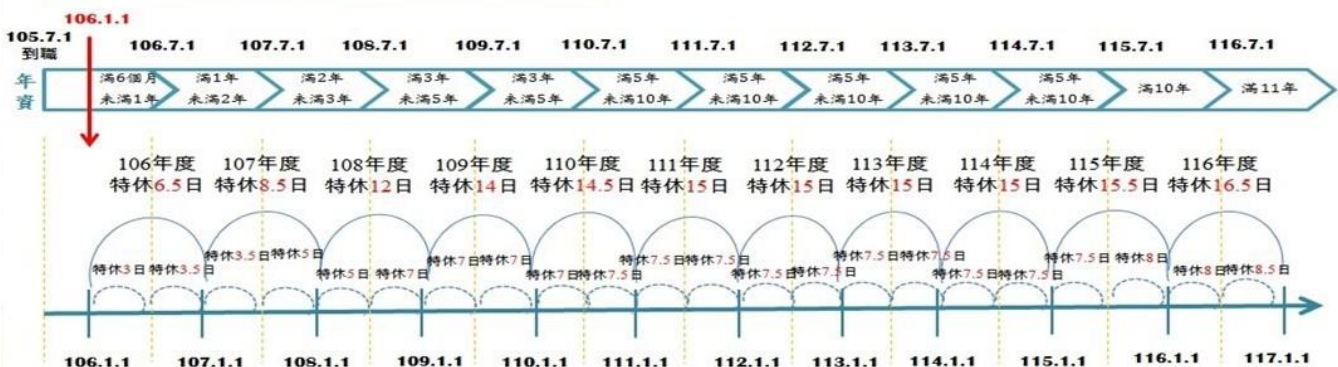 106.1.1
105.7.1 106.7.1 107.7.1 108.7.1 109.7.1 110.7.1 111.7.1 112.7.1 113.7.1 114.7.1 115.7.1 116.7.1
到職
年資
滿6個月 滿1年 滿2年 滿3年 滿3年 滿5年 滿5年 滿5年 滿5年 滿5年 滿10年 滿11年
未滿1年 未滿2年 未滿3年 未滿5年 未滿5年 未滿10年 未滿10年 未滿10年 未滿10年 未滿10年
106年度 107年度 108年度 109年度 110年度 111年度 112年度 113年度 114年度 115年度 116年度
特休6.5日 特休8.5日 特休12日 特休14日 特休14.5日 特休15日 特休15日 特休15日 特休15日 特休15.5日 特休16.5日
特休3日 特休3.5日 特休3.5日 特休5日 特休5日 特休7日 特休7日 特休7日 特休7日 特休7.5日 特休7.5日 特休7.5日 特休7.5日 特休7.5日 特休7.5日 特休7.5日 特休7.5日 特休7.5日 特休7.5日 特休8日 特休8日 特休8.5日
106.1.1 107.1.1 108.1.1 109.1.1 110.1.1 111.1.1 112.1.1 113.1.1 114.1.1 115.1.1 116.1.1 117.1.1